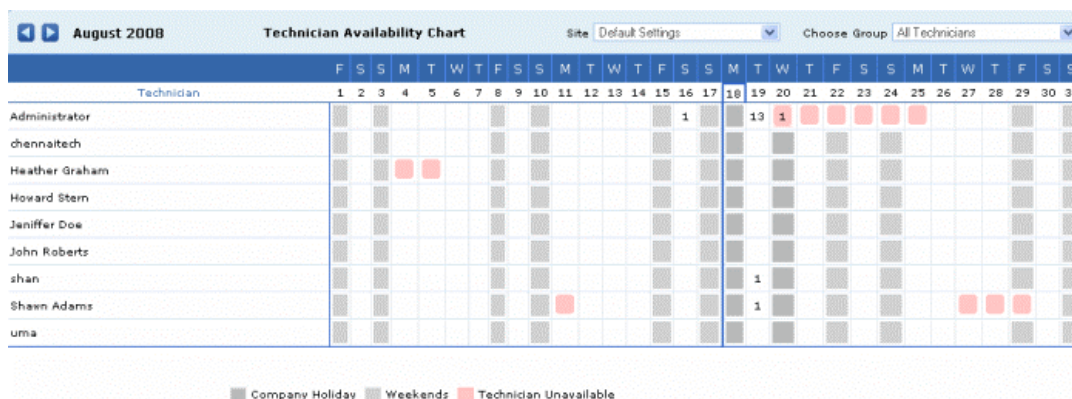 August 2008 Technician Availability Chart Site Default Settings Choose Group All Technicians
F S S M T W T F S S M T W T F S S M T W T F S S M T W T F S S
Technician 1 2 3 4 5 6 7 8 9 10 11 12 13 14 15 16 17 18 19 20 21 22 23 24 25 26 27 28 29 30 3
Administrator 1 13 1
chennaitech
Heather Graham
Howard Stern
Jeniffer Doe
John Roberts
shan 1
Shawn Adams 1
uma
Company Holiday Weekends Technician Unavailable